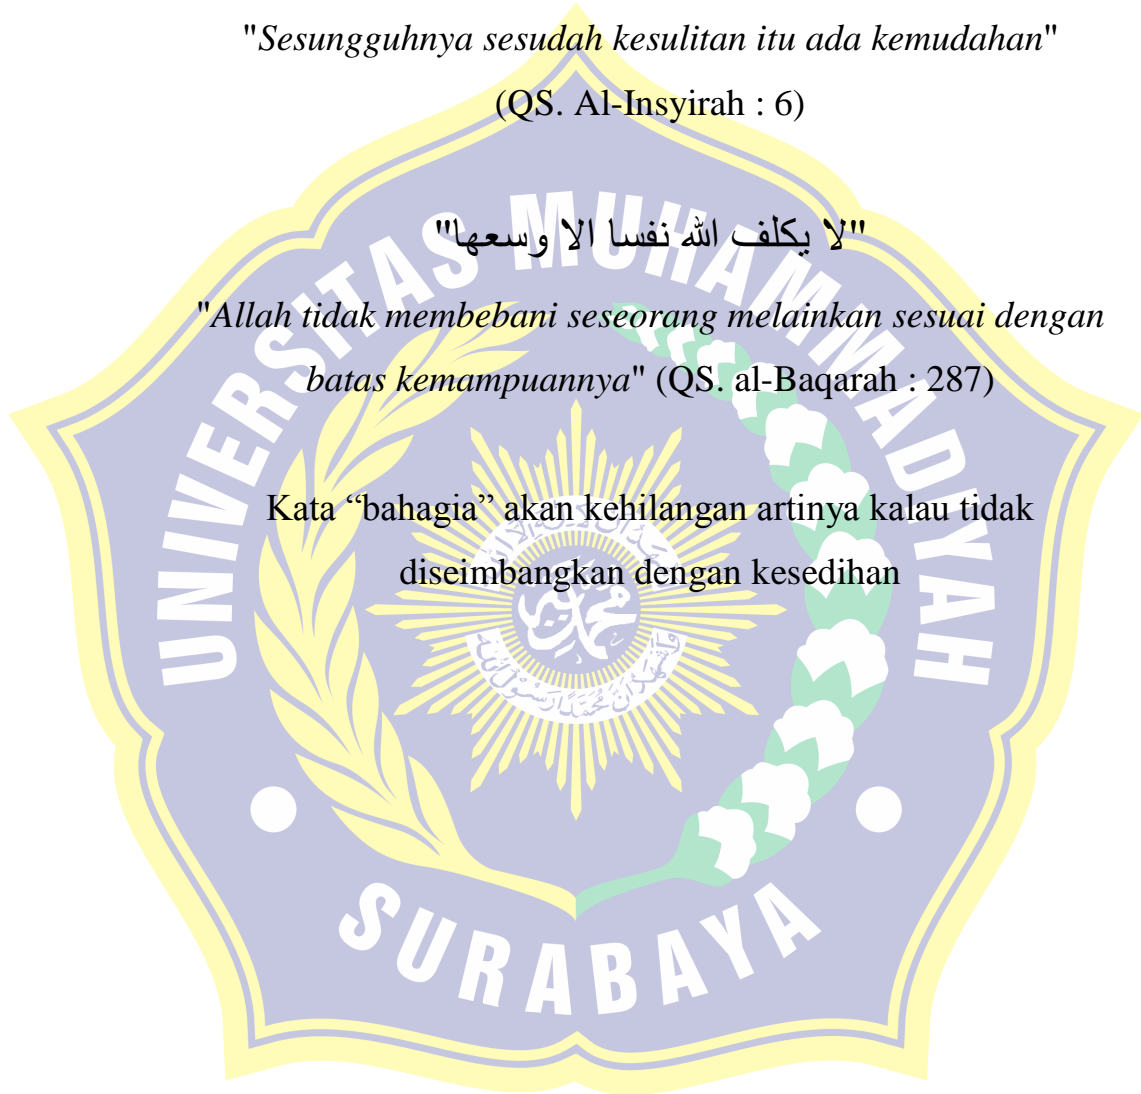 "Sesungguhnya sesudah kesulitan itu ada kemudahan"
(QS. Al-Insyirah : 6)
"لا يكلف الله نفسا الا وسعها"
"Allah tidak membebani seseorang melainkan sesuai dengan
batas kemampuannya" (QS. al-Baqarah : 287)
Kata “bahagia” akan kehilangan artinya kalau tidak
diseimbangkan dengan kesedihan
UNIVERSITAS MUHAMMADIYAH
SURABAYA
محمد